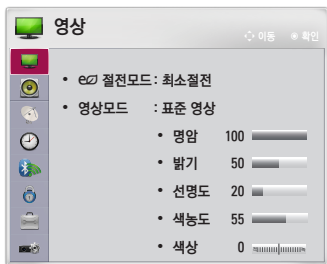 영상
이동 확인
• e 절전모드 : 최소절전
• 영상모드 : 표준 영상
• 명암 100
• 밝기 50
• 선명도 20
• 색농도 55
• 색상 0